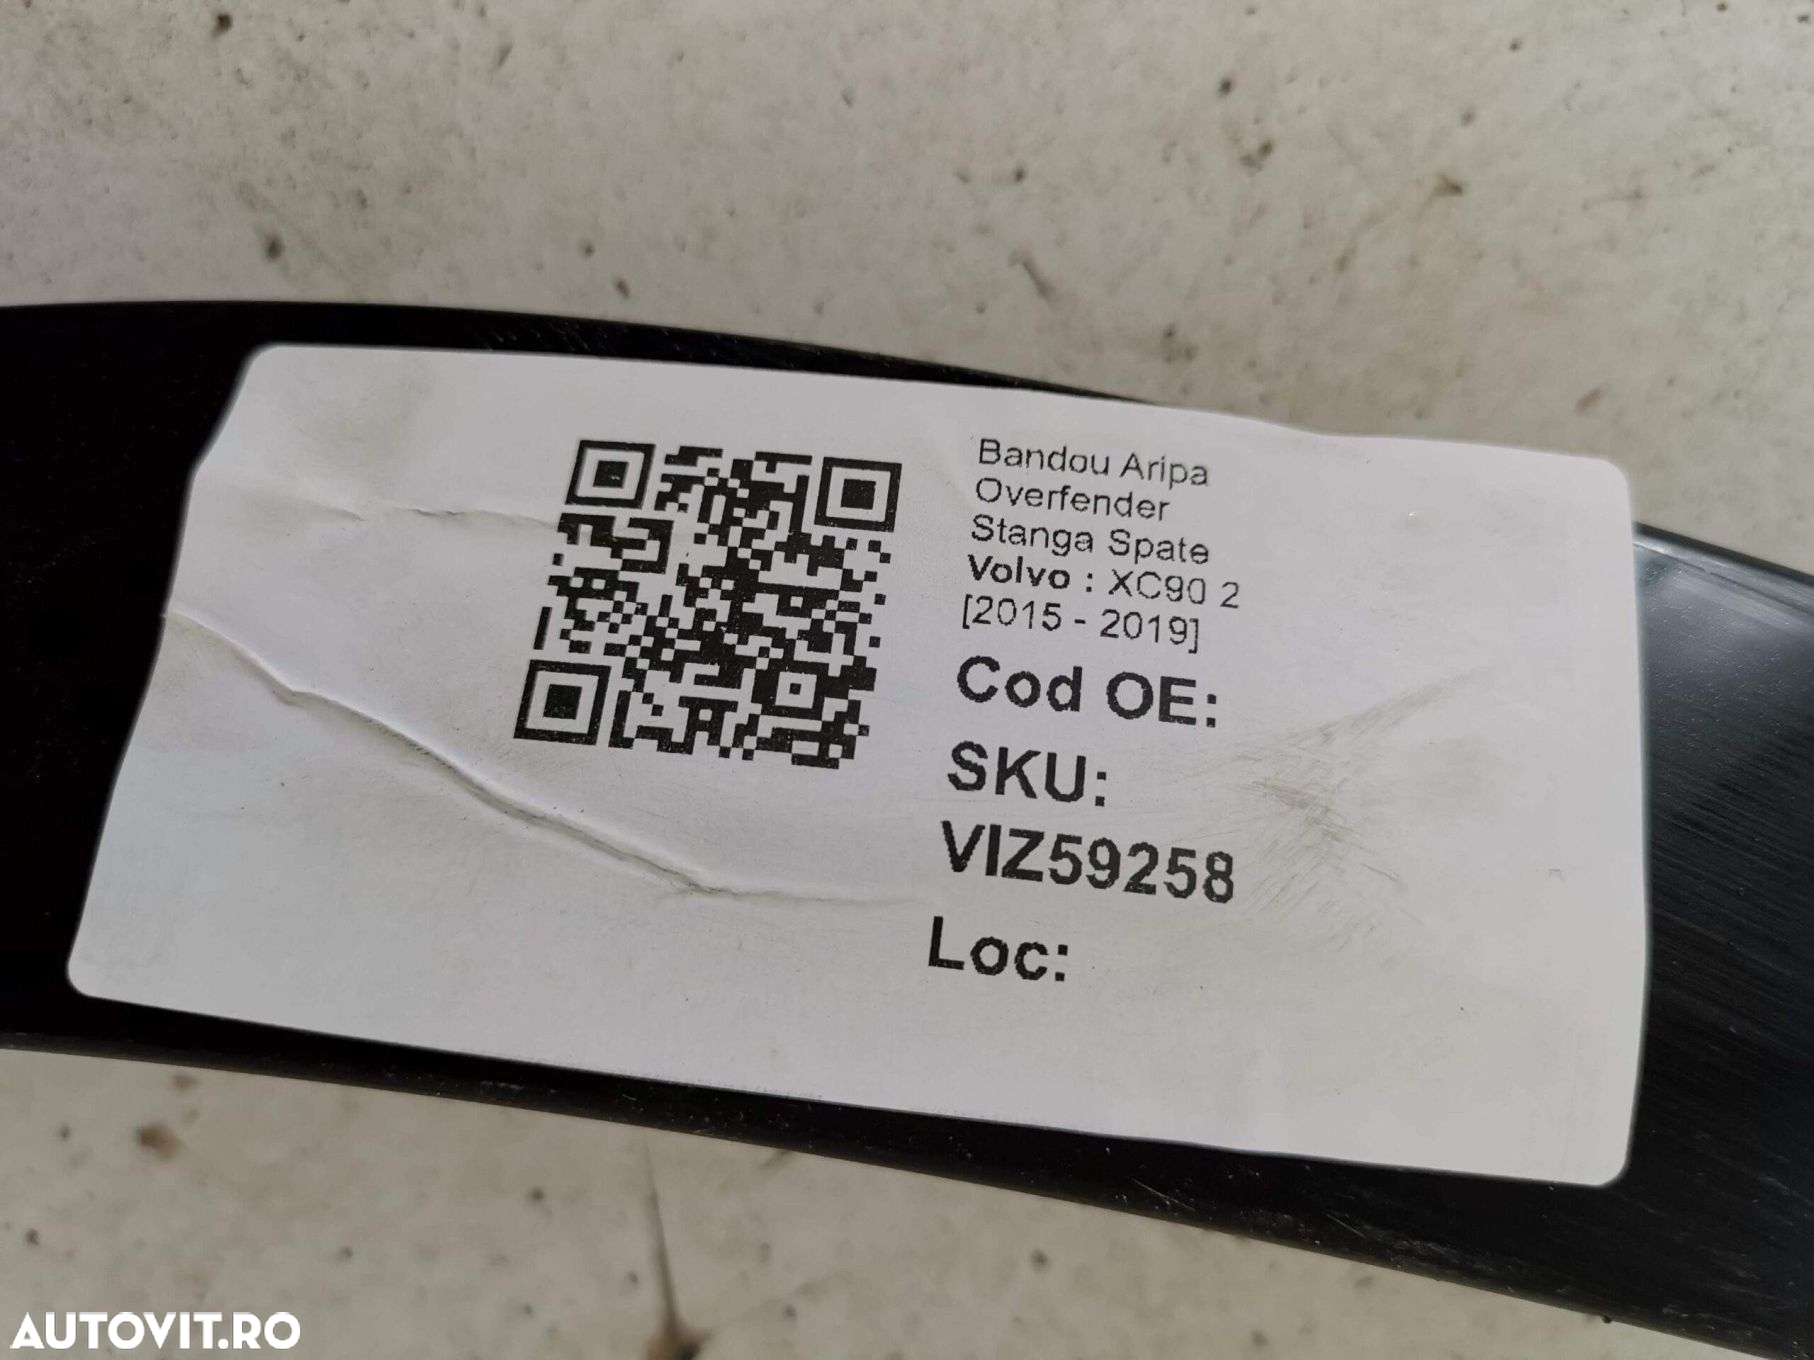 Bandou Aripa
Overfender
Stanga Spate
Volvo : XC90 2
[2015 - 2019]
Cod OE:
SKU:
VIZ59258
Loc:
AUTOVIT.RO